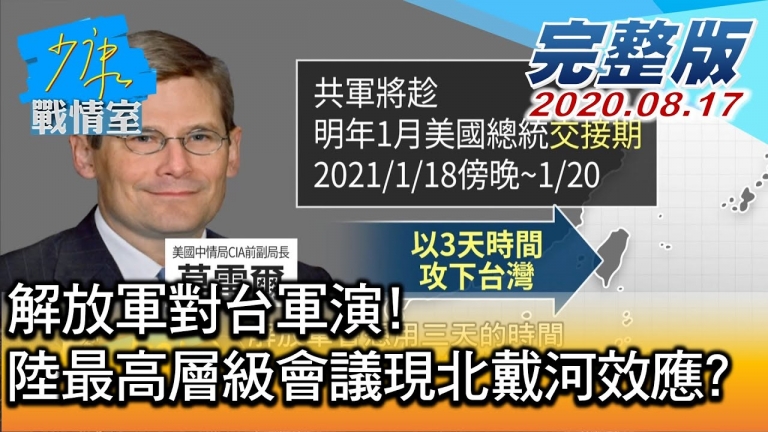 少康
戰情室
完整版
2020.08.17
共軍將趁
明年1月美國總統交接期
2021/1/18傍晚~1/20
美國中情局CIA前副局長
莫雷爾
以3天時間
攻下台灣
解放軍對台軍演!
陸最高層級會議現北戴河效應?